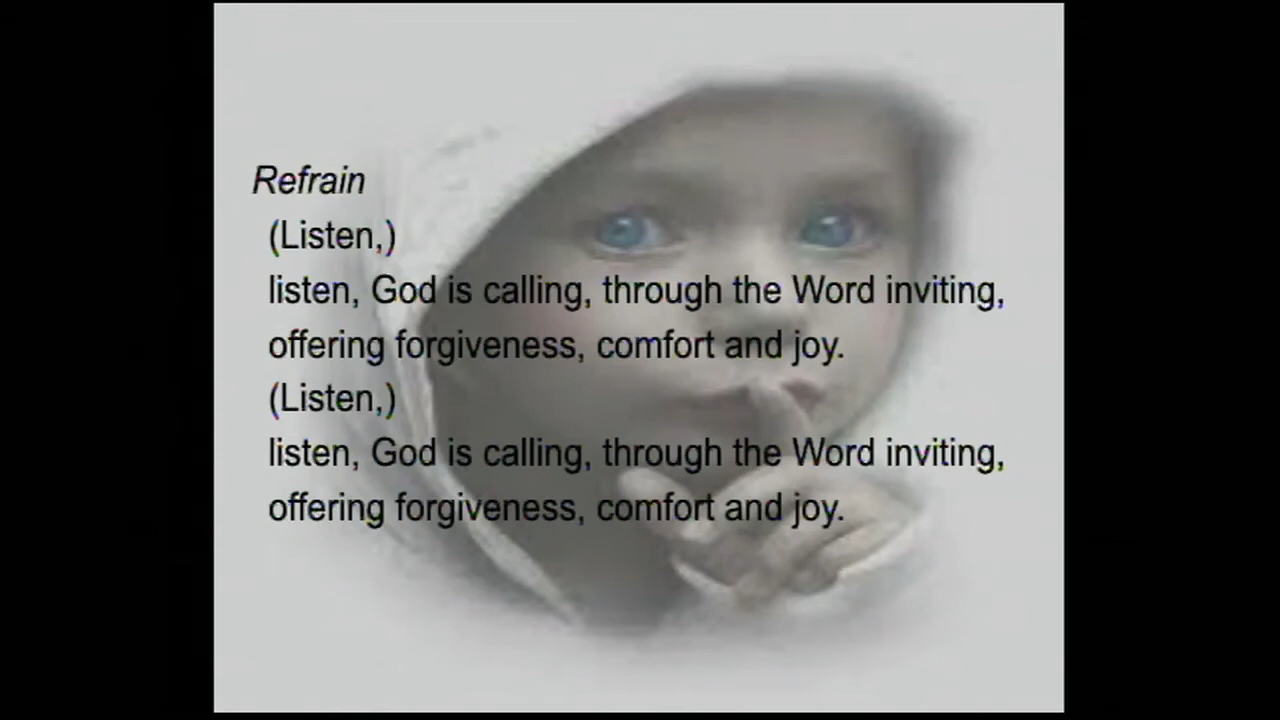 Refrain
(Listen,)
listen, God is calling, through the Word inviting,
offering forgiveness, comfort and joy.
(Listen,)
listen, God is calling, through the Word inviting,
offering forgiveness, comfort and joy.